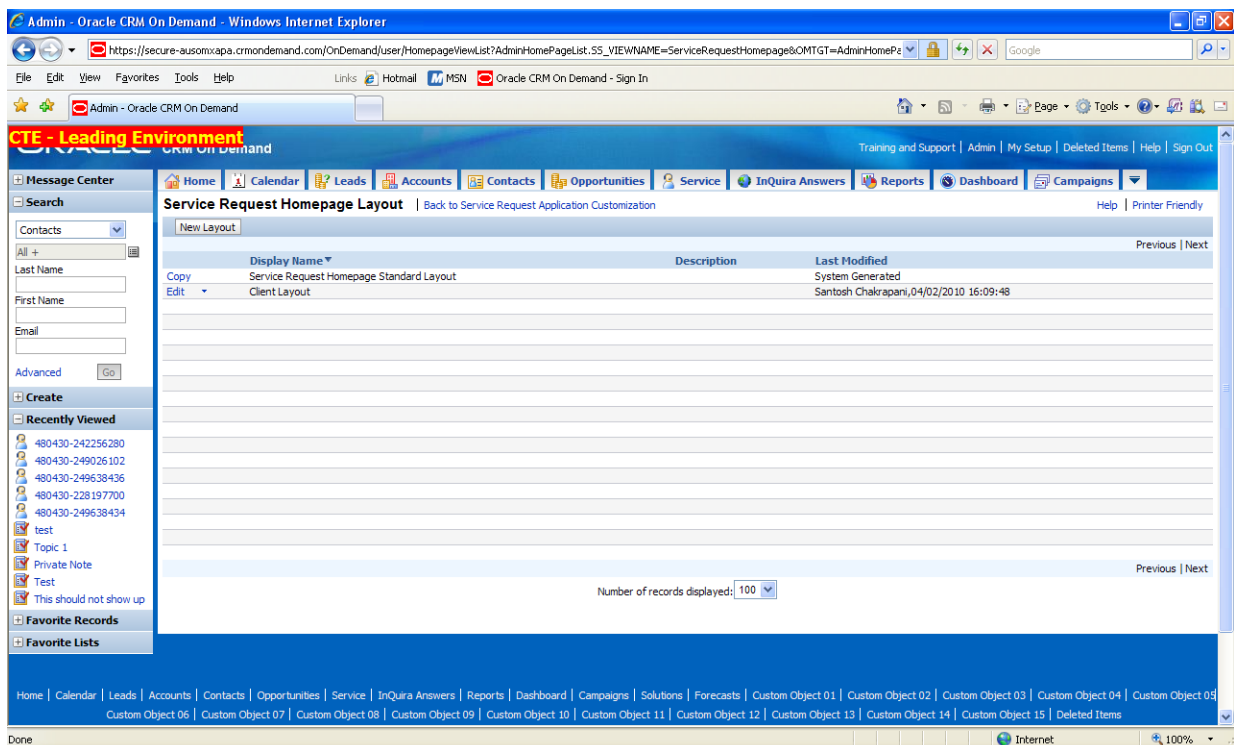 Admin - Oracle CRM On Demand - Windows Internet Explorer
https://secure-ausomxapa.crmondemand.com/OnDemand/user/HomepageViewList?AdminHomePageList.SS_VIEWNAME=ServiceRequestHomepage&OMTGT=AdminHomePa Google
File Edit View Favorites Tools Help Links Hotmail MSN Oracle CRM On Demand - Sign In
Admin - Oracle CRM On Demand Page Tools
CTE - Leading Environment
CRM On Demand Training and Support | Admin | My Setup | Deleted Items | Help | Sign Out
Message Center Home Calendar Leads Accounts Contacts Opportunities Service InQuira Answers Reports Dashboard Campaigns
Search
Service Request Homepage Layout | Back to Service Request Application Customization Help | Printer Friendly
Contacts
New Layout
Previous | Next
All +
Display Name Description Last Modified
Last Name
Copy Service Request Homepage Standard Layout System Generated
Edit Client Layout Santosh Chakrapani,04/02/2010 16:09:48
First Name
Email
Advanced Go
Create
Recently Viewed
480430-242256280
480430-249026102
480430-249638436
480430-228197700
480430-249638434
test
Topic 1
Private Note
Test
This should not show up
Previous | Next
Number of records displayed: 100
Favorite Records
Favorite Lists
Home | Calendar | Leads | Accounts | Contacts | Opportunities | Service | InQuira Answers | Reports | Dashboard | Campaigns | Solutions | Forecasts | Custom Object 01 | Custom Object 02 | Custom Object 03 | Custom Object 04 | Custom Object 05
Custom Object 06 | Custom Object 07 | Custom Object 08 | Custom Object 09 | Custom Object 10 | Custom Object 11 | Custom Object 12 | Custom Object 13 | Custom Object 14 | Custom Object 15 | Deleted Items
Done Internet 100%